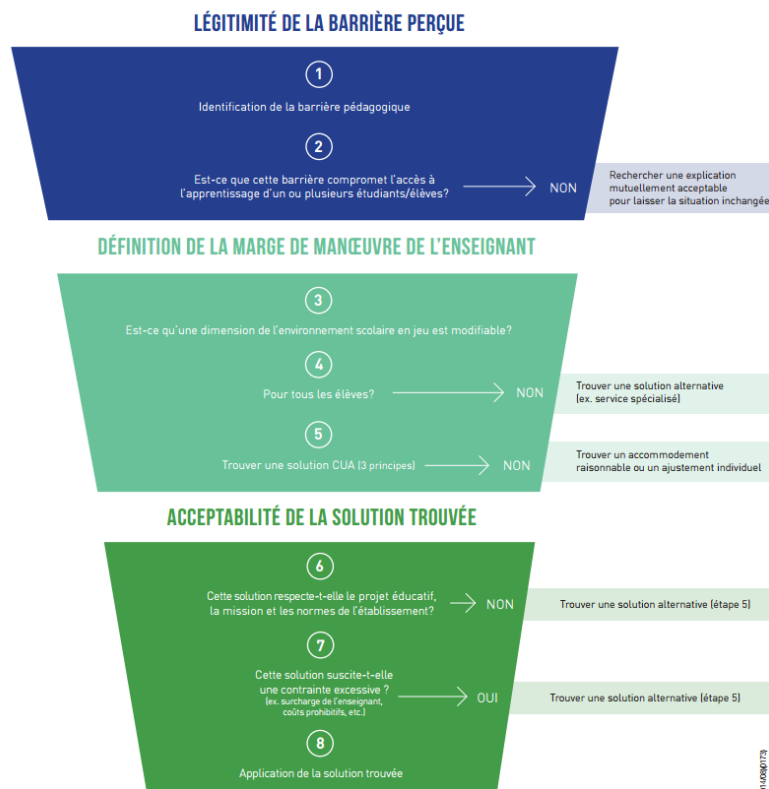 LÉGITIMITÉ DE LA BARRIÈRE PERÇUE
1
Identification de la barrière pédagogique
2
Est-ce que cette barrière compromet l'accès à
l'apprentissage d'un ou plusieurs étudiants/élèves?
NON
Rechercher une explication
mutuellement acceptable
pour laisser la situation inchangée
DÉFINITION DE LA MARGE DE MANŒUVRE DE L'ENSEIGNANT
3
Est-ce qu'une dimension de l'environnement scolaire en jeu est modifiable?
4
Pour tous les élèves?
NON
Trouver une solution alternative
(ex. service spécialisé)
5
Trouver une solution CUA (3 principes)
NON
Trouver un accommodement
raisonnable ou un ajustement individuel
ACCEPTABILITÉ DE LA SOLUTION TROUVÉE
6
Cette solution respecte-t-elle le projet éducatif,
la mission et les normes de l'établissement?
NON
Trouver une solution alternative (étape 5)
7
Cette solution suscite-t-elle
une contrainte excessive ?
(ex. surcharge de l'enseignant,
coûts prohibitifs, etc.)
OUI
Trouver une solution alternative (étape 5)
8
Application de la solution trouvée